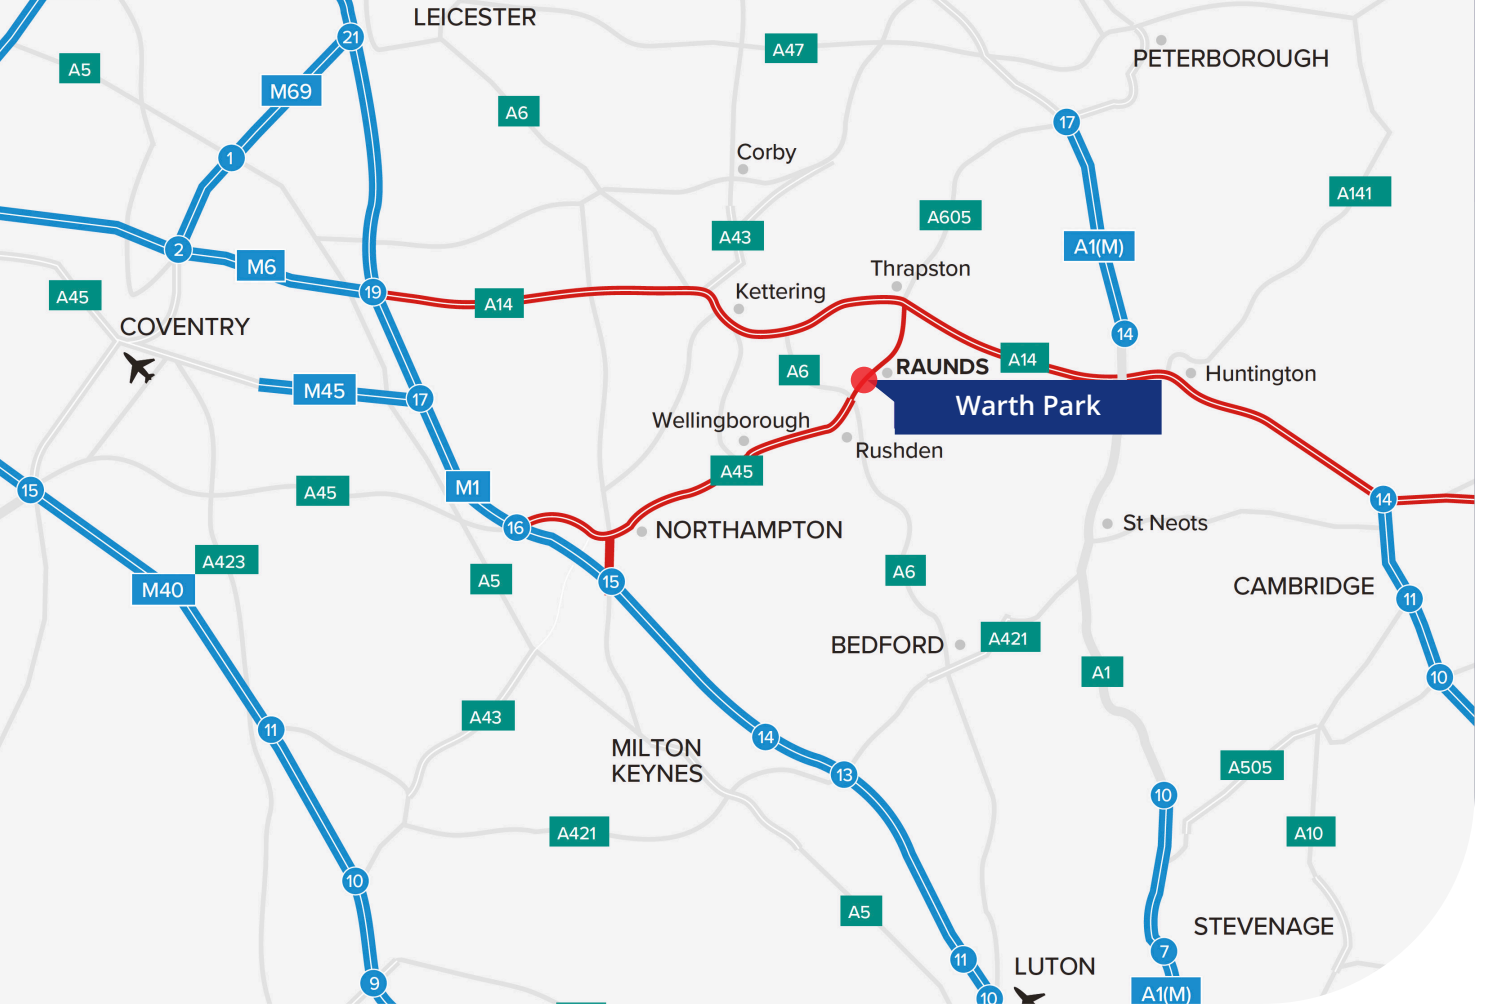 LEICESTER
21
A47
PETERBOROUGH
A5
M69
A6
17
1
Corby
A141
A605
A43
2
M6
A1(M)
Thrapston
A45
19
A14
Kettering
COVENTRY
14
A14
A6
RAUNDS
Huntington
M45
17
Warth Park
Wellingborough
Rushden
A45
M1
15
A45
14
16
NORTHAMPTON
St Neots
A423
A6
A5
15
M40
CAMBRIDGE
11
BEDFORD
A421
A1
10
A43
11
14
MILTON
KEYNES
13
A505
10
A421
A10
10
A5
STEVENAGE
7
11
LUTON
9
10
A1(M)